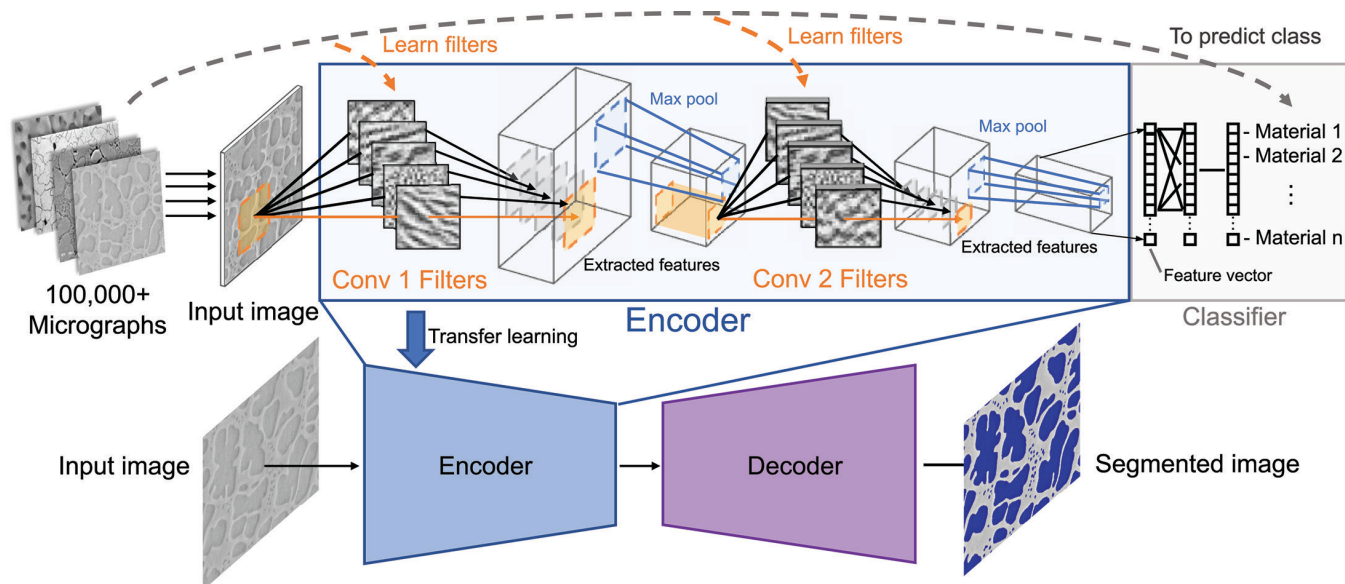 Learn filters
Learn filters
To predict class
Max pool
Max pool
- Material 1
- Material 2
- Material n
Extracted features
Extracted features
Feature vector
Conv 1 Filters
Conv 2 Filters
100,000+
Micrographs
Input image
Encoder
Classifier
Transfer learning
Input image
Encoder
Decoder
Segmented image